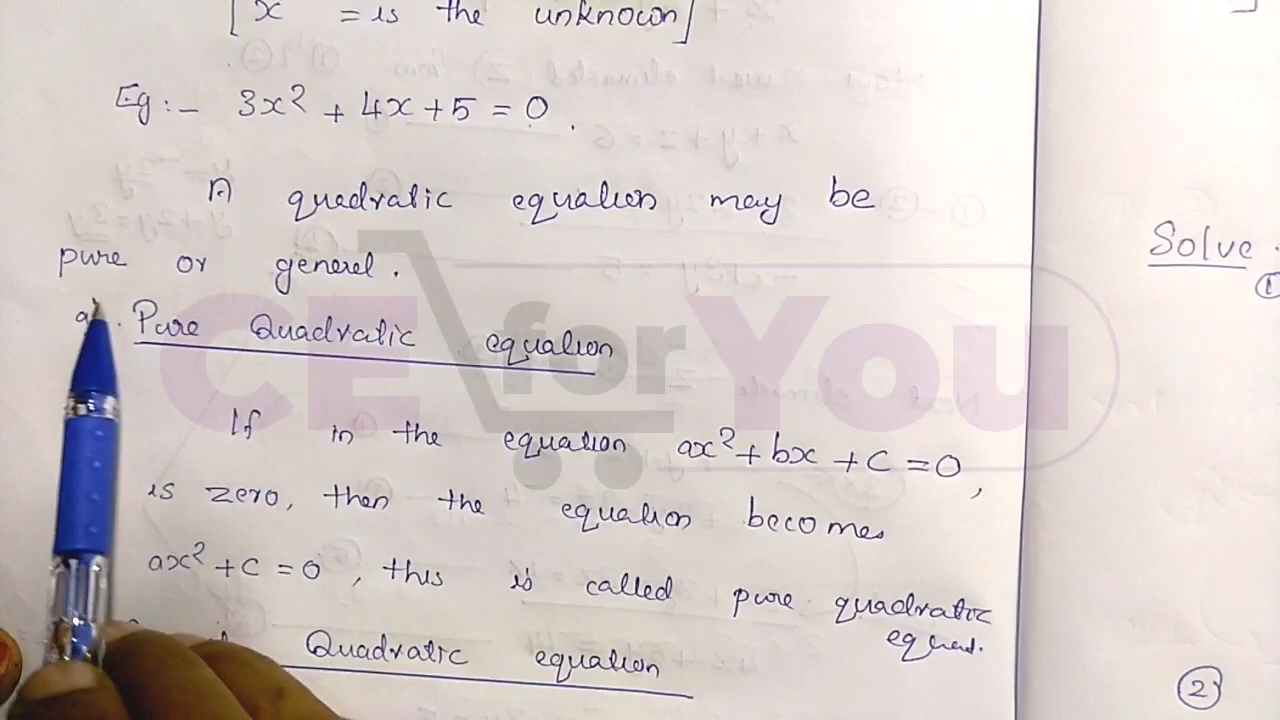 [x = is the unknown]
Eg :- 3x² + 4x + 5 = 0.
A quadratic equation may be
pure or general.
a. Pure Quadratic equation
If in the equation ax² + bx + c = 0,
is zero, then the equation becomes
ax² + c = 0, this is called pure quadratic
equat.
Quadratic equation
Solve
①
②
CE for You